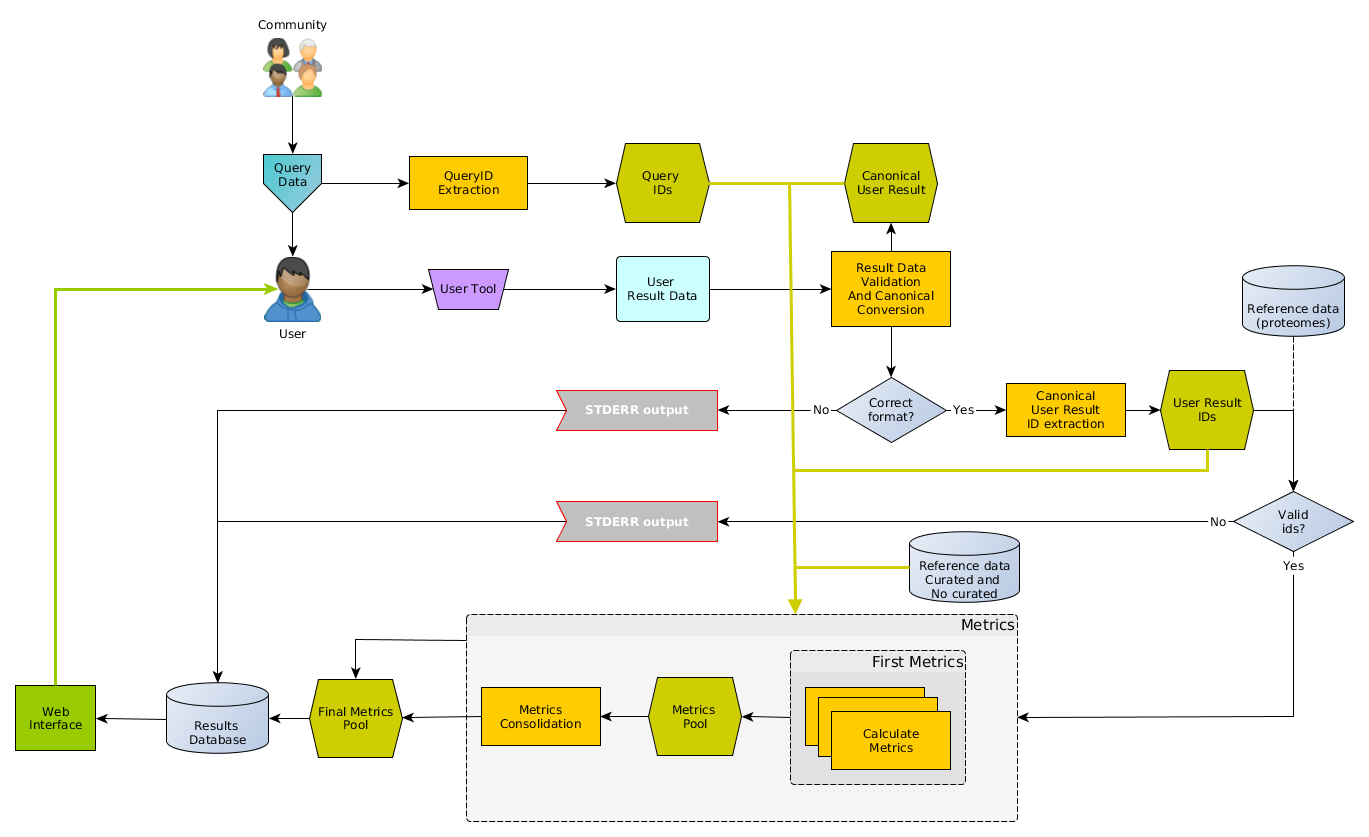 Community
Query
Data
QueryID
Extraction
Query
IDs
Canonical
User Result
User
User Tool
User
Result Data
Result Data
Validation
And Canonical
Conversion
Reference data
(proteomes)
STDERR output
No
Correct
format?
Yes
Canonical
User Result
ID extraction
User Result
IDs
STDERR output
No
Valid
ids?
Yes
Reference data
Curated and
No curated
Metrics
First Metrics
Web
Interface
Results
Database
Final Metrics
Pool
Metrics
Consolidation
Metrics
Pool
Calculate
Metrics